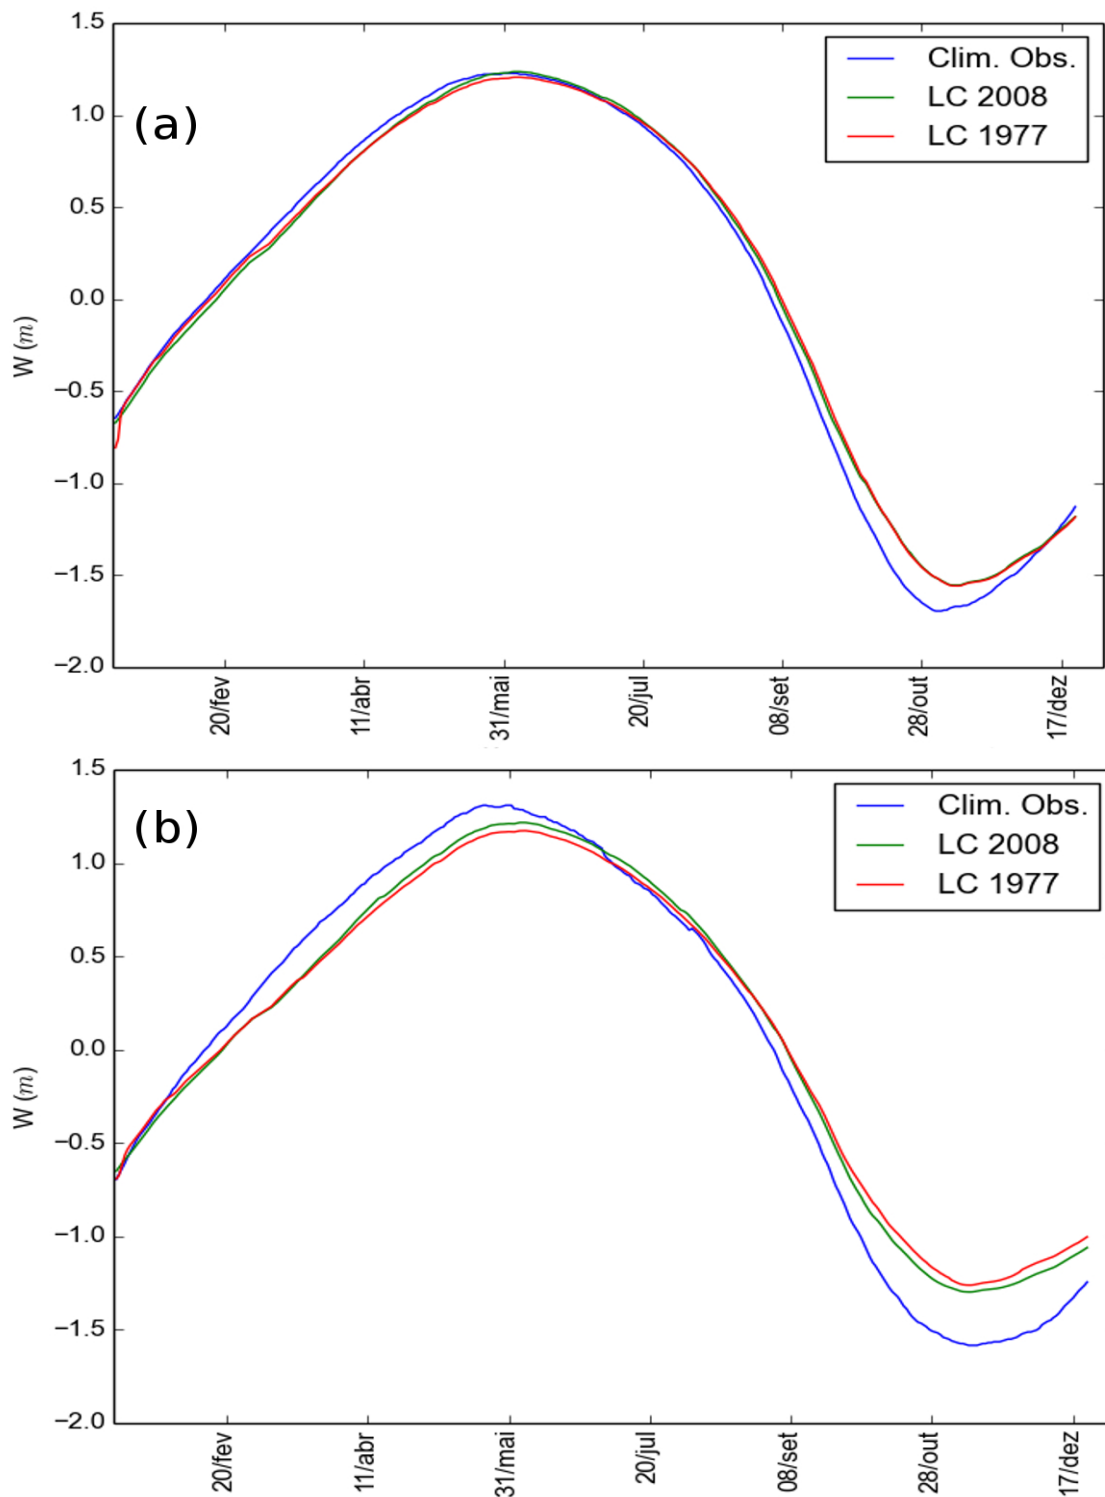 1.5
Clim. Obs.
LC 2008
LC 1977
(a)
1.0
0.5
0.0
−0.5
−1.0
−1.5
−2.0
W (m)
20/fev
11/abr
31/mai
20/jul
08/set
28/out
17/dez
1.5
Clim. Obs.
LC 2008
LC 1977
(b)
1.0
0.5
0.0
−0.5
−1.0
−1.5
−2.0
W (m)
20/fev
11/abr
31/mai
20/jul
08/set
28/out
17/dez